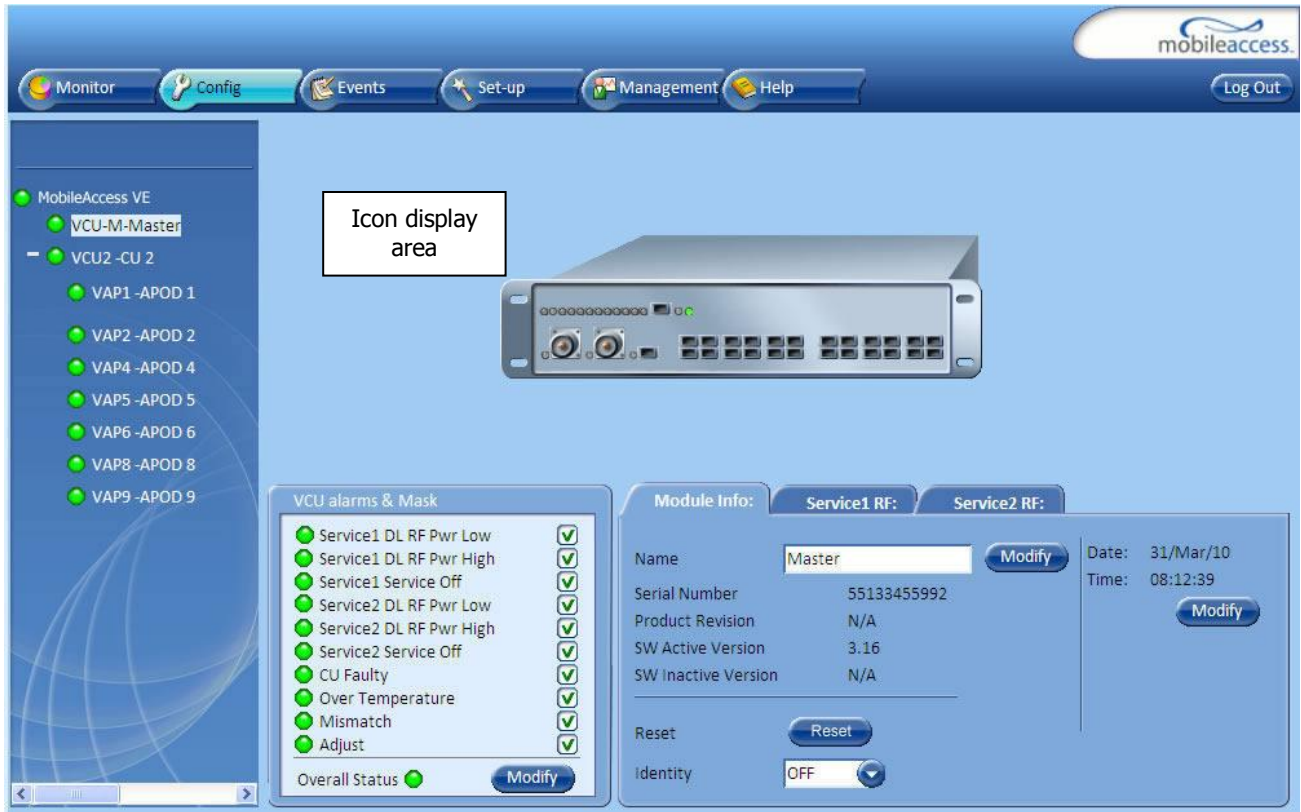 mobileaccess.
Monitor
Config
Events
Set-up
Management
Help
Log Out
MobileAccess VE
VCU-M-Master
VCU2 -CU 2
VAP1 -APOD 1
VAP2 -APOD 2
VAP4 -APOD 4
VAP5 -APOD 5
VAP6 -APOD 6
VAP8 -APOD 8
VAP9 -APOD 9
Icon display
area
VCU alarms & Mask
Service1 DL RF Pwr Low
Service1 DL RF Pwr High
Service1 Service Off
Service2 DL RF Pwr Low
Service2 DL RF Pwr High
Service2 Service Off
CU Faulty
Over Temperature
Mismatch
Adjust
Overall Status
Modify
Module Info:
Service1 RF:
Service2 RF:
Name Master Modify
Serial Number 55133455992
Product Revision N/A
SW Active Version 3.16
SW Inactive Version N/A
Reset Reset
Identity OFF
Date: 31/Mar/10
Time: 08:12:39
Modify